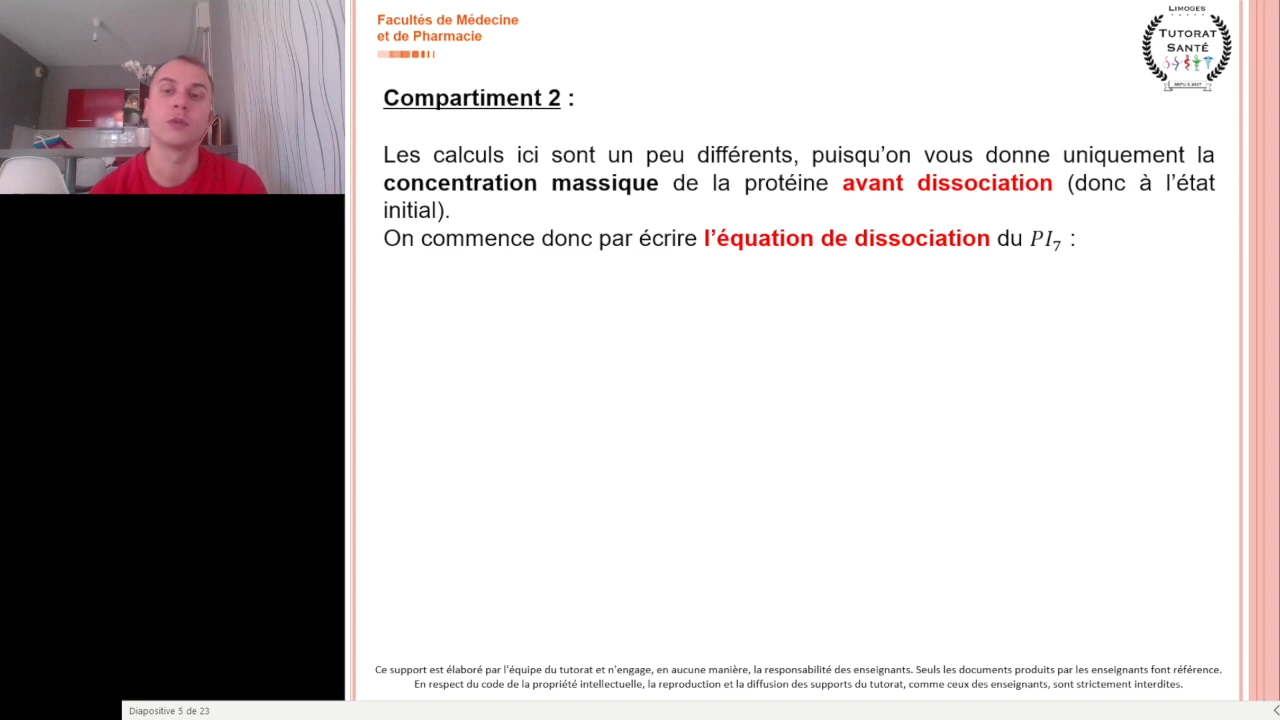 Facultés de Médecine
et de Pharmacie
LIMOGES
TUTORAT
SANTÉ
Compartiment 2 :
Les calculs ici sont un peu différents, puisqu'on vous donne uniquement la
concentration massique de la protéine avant dissociation (donc à l'état
initial).
On commence donc par écrire l'équation de dissociation du PI₇ :
Ce support est élaboré par l'équipe du tutorat et n'engage, en aucune manière, la responsabilité des enseignants. Seuls les documents produits par les enseignants font référence.
En respect du code de la propriété intellectuelle, la reproduction et la diffusion des supports du tutorat, comme ceux des enseignants, sont strictement interdites.
Diapositive 5 de 23